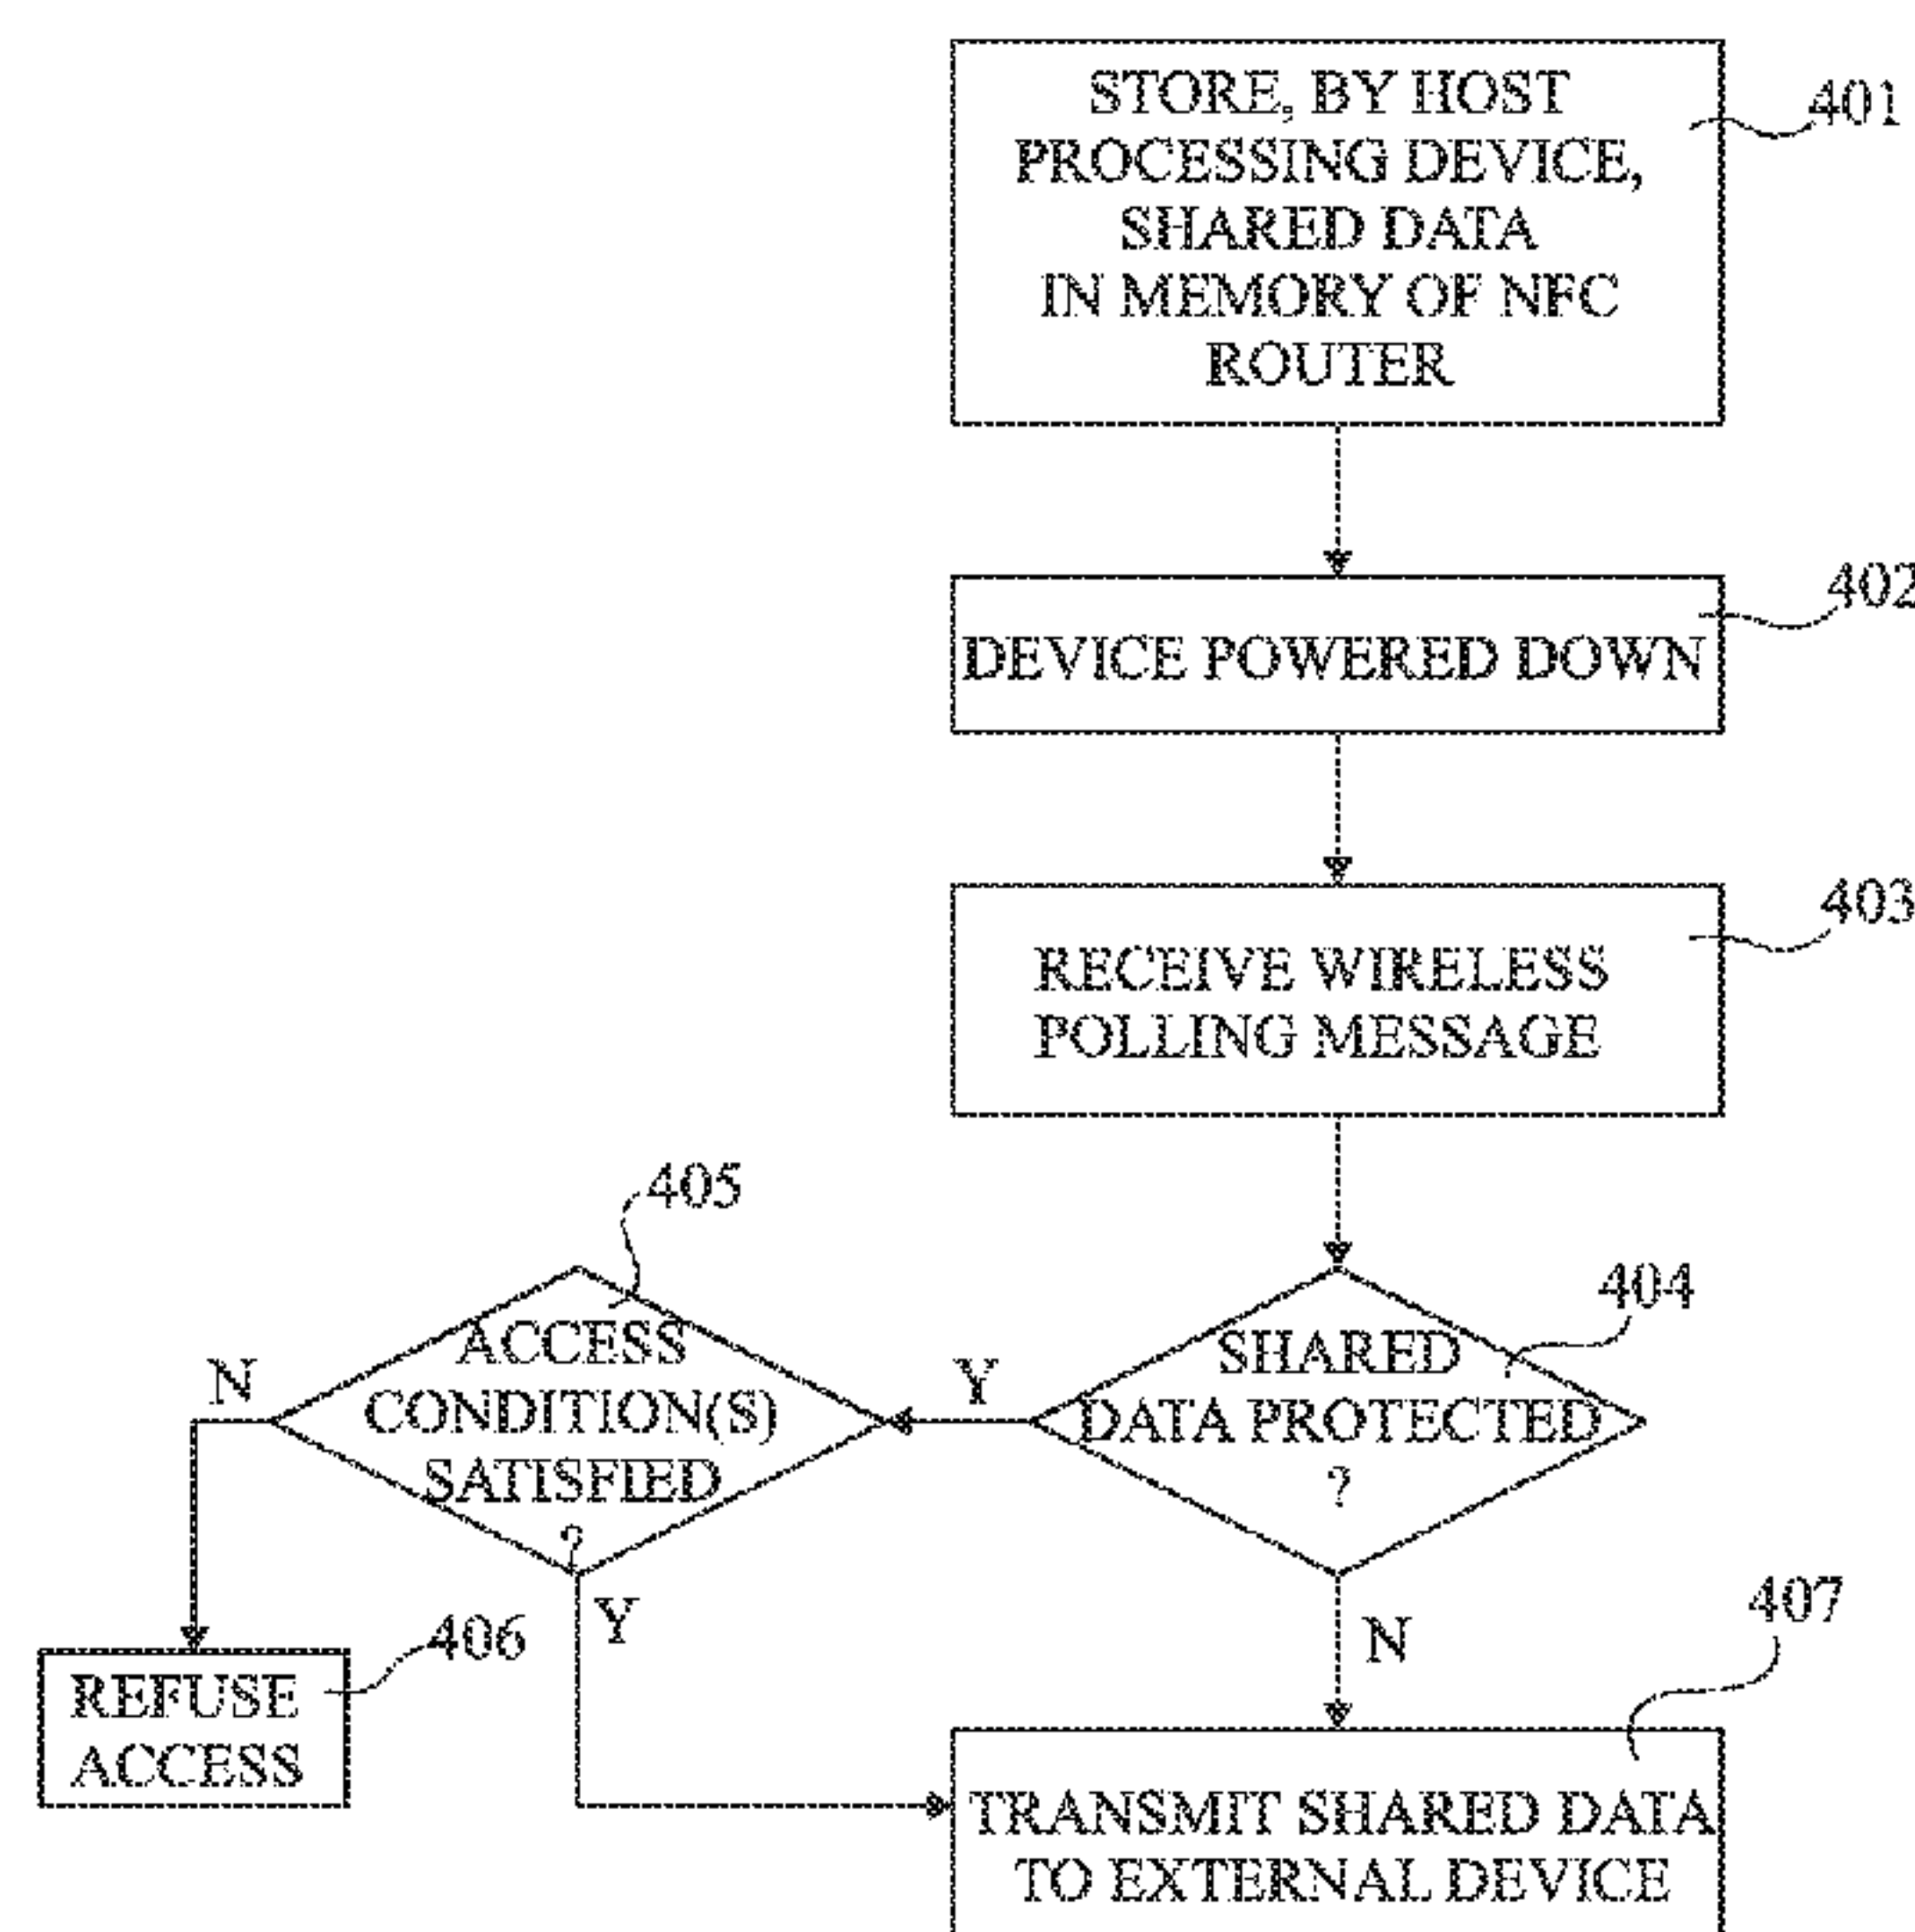 STORE, BY HOST
PROCESSING DEVICE,
SHARED DATA
IN MEMORY OF NFC
ROUTER
401
DEVICE POWERED DOWN
402
RECEIVE WIRELESS
POLLING MESSAGE
403
SHARED
DATA PROTECTED
?
404
Y
N
ACCESS
CONDITION(S)
SATISFIED
?
405
N
Y
REFUSE
ACCESS
406
TRANSMIT SHARED DATA
TO EXTERNAL DEVICE
407